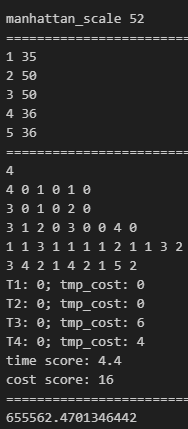 manhattan_scale 52
=========================
1 35
2 50
3 50
4 36
5 36
=========================
4
4 0 1 0 1 0
3 0 1 0 2 0
3 1 2 0 3 0 0 4 0
1 1 3 1 1 1 1 2 1 1 3 2
3 4 2 1 4 2 1 5 2
T1: 0; tmp_cost: 0
T2: 0; tmp_cost: 0
T3: 0; tmp_cost: 6
T4: 0; tmp_cost: 4
time score: 4.4
cost score: 16
=========================
655562.4701346442